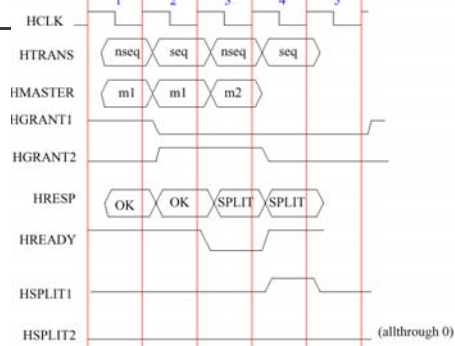 1 2 3 4 5
HCLK
HTRANS nseq seq nseq seq
HMASTER m1 m1 m2
HGRANT1
HGRANT2
HRESP OK OK SPLIT SPLIT
HREADY
HSPLIT1
HSPLIT2 (allthrough 0)